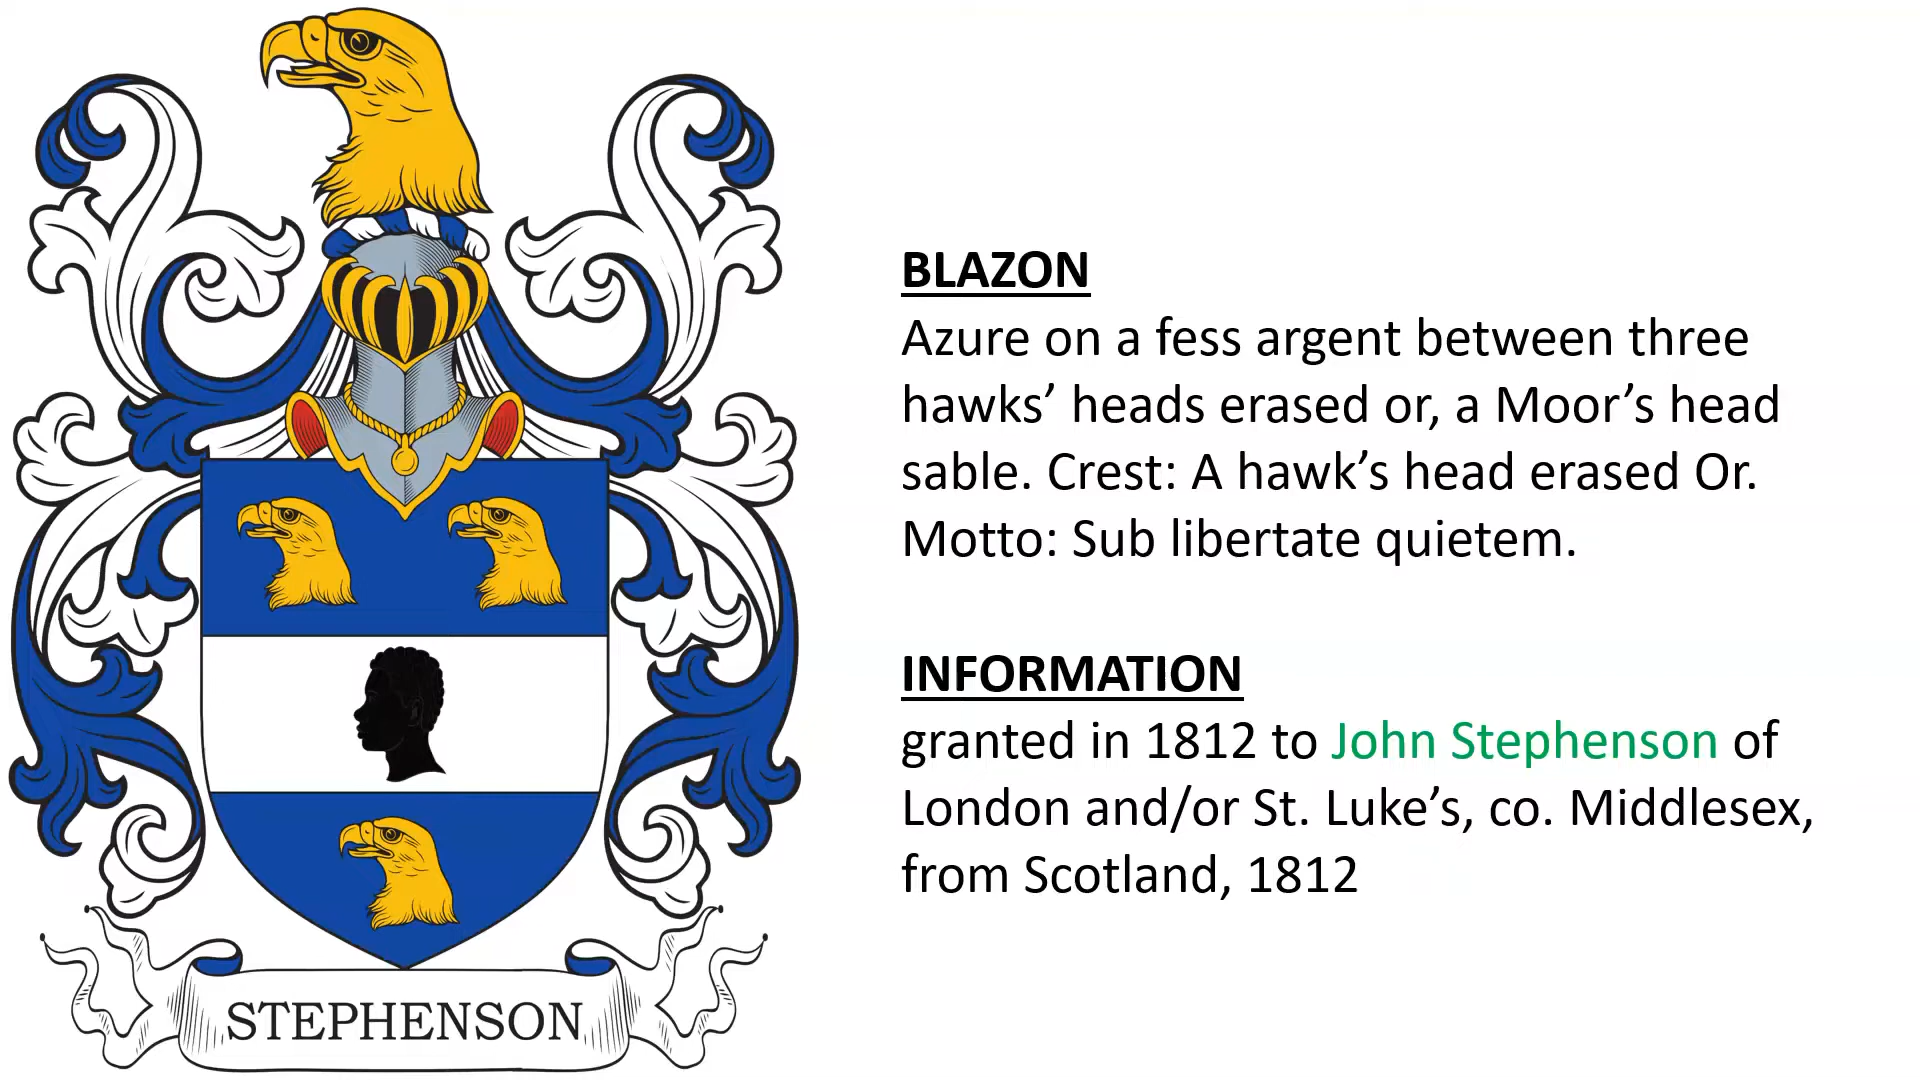 BLAZON
Azure on a fess argent between three
hawks’ heads erased or, a Moor’s head
sable. Crest: A hawk’s head erased Or.
Motto: Sub libertate quietem.
INFORMATION
granted in 1812 to John Stephenson of
London and/or St. Luke’s, co. Middlesex,
from Scotland, 1812
STEPHENSON